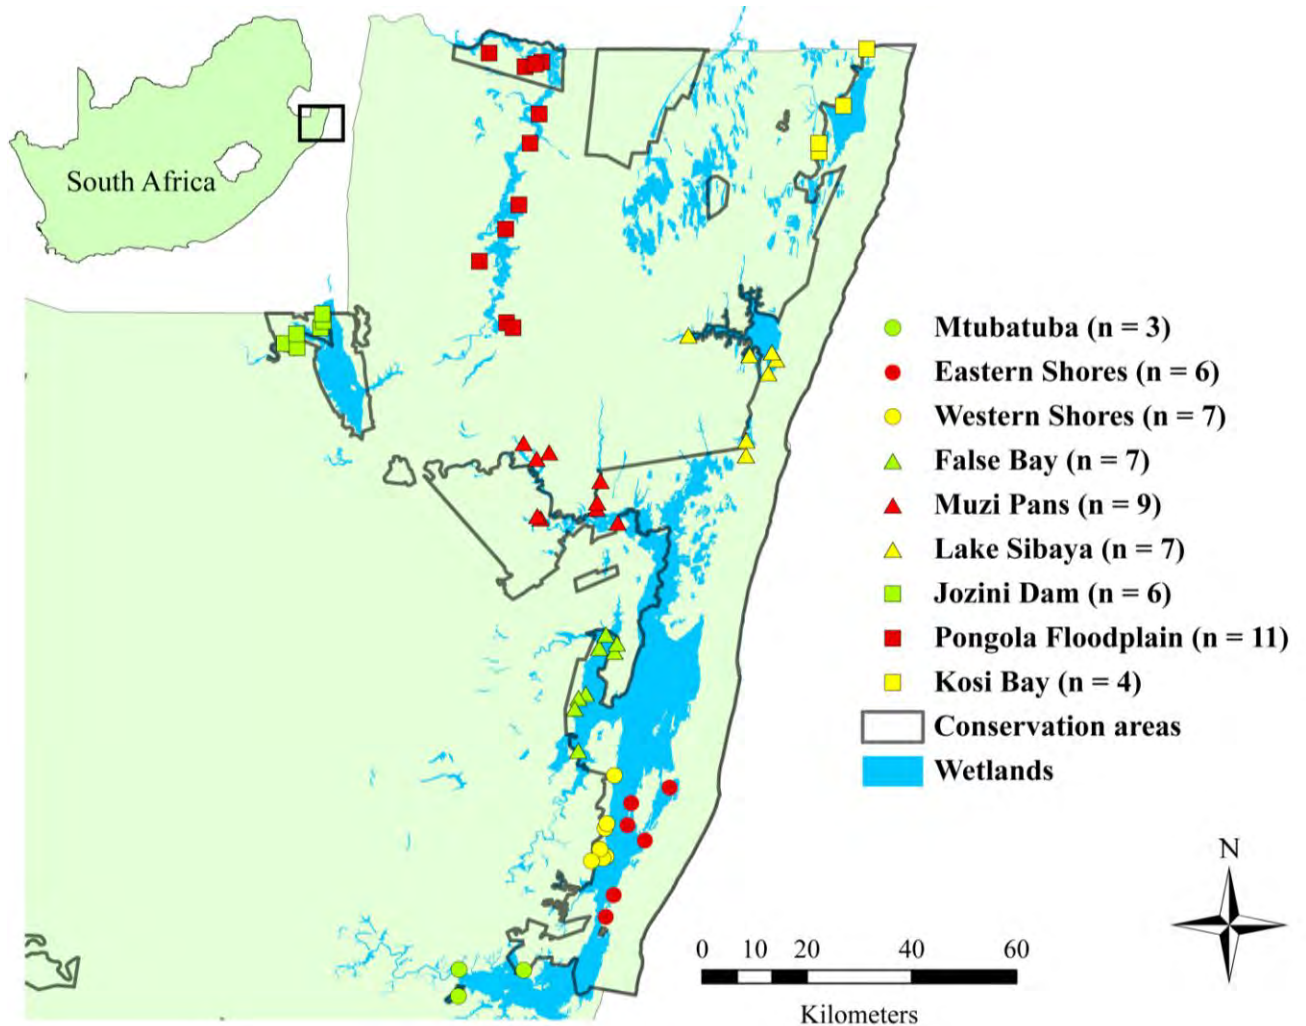 South Africa
Mtubatuba (n = 3)
Eastern Shores (n = 6)
Western Shores (n = 7)
False Bay (n = 7)
Muzi Pans (n = 9)
Lake Sibaya (n = 7)
Jozini Dam (n = 6)
Pongola Floodplain (n = 11)
Kosi Bay (n = 4)
Conservation areas
Wetlands
N
0 10 20 40 60
Kilometers